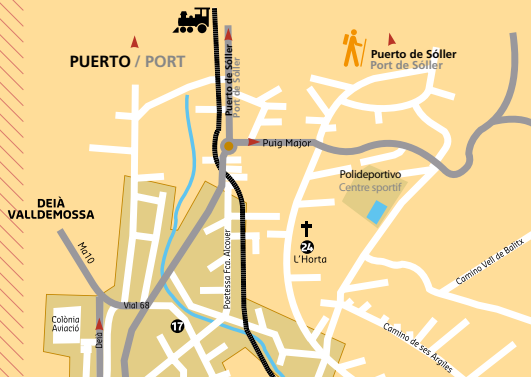 PUERTO / PORT
Puerto de Sóller
Port de Sóller
Puerto de Sóller
Port de Sóller
Puig Major
Polideportivo
Centre sportif
DEIÀ
VALLDEMOSSA
Ma10
24
L'Horta
Poetessa Fca. Alcover
Camino Vell de Balitx
Vial 68
Colònia
Aviació
Deià
17
Camino de ses Argiles